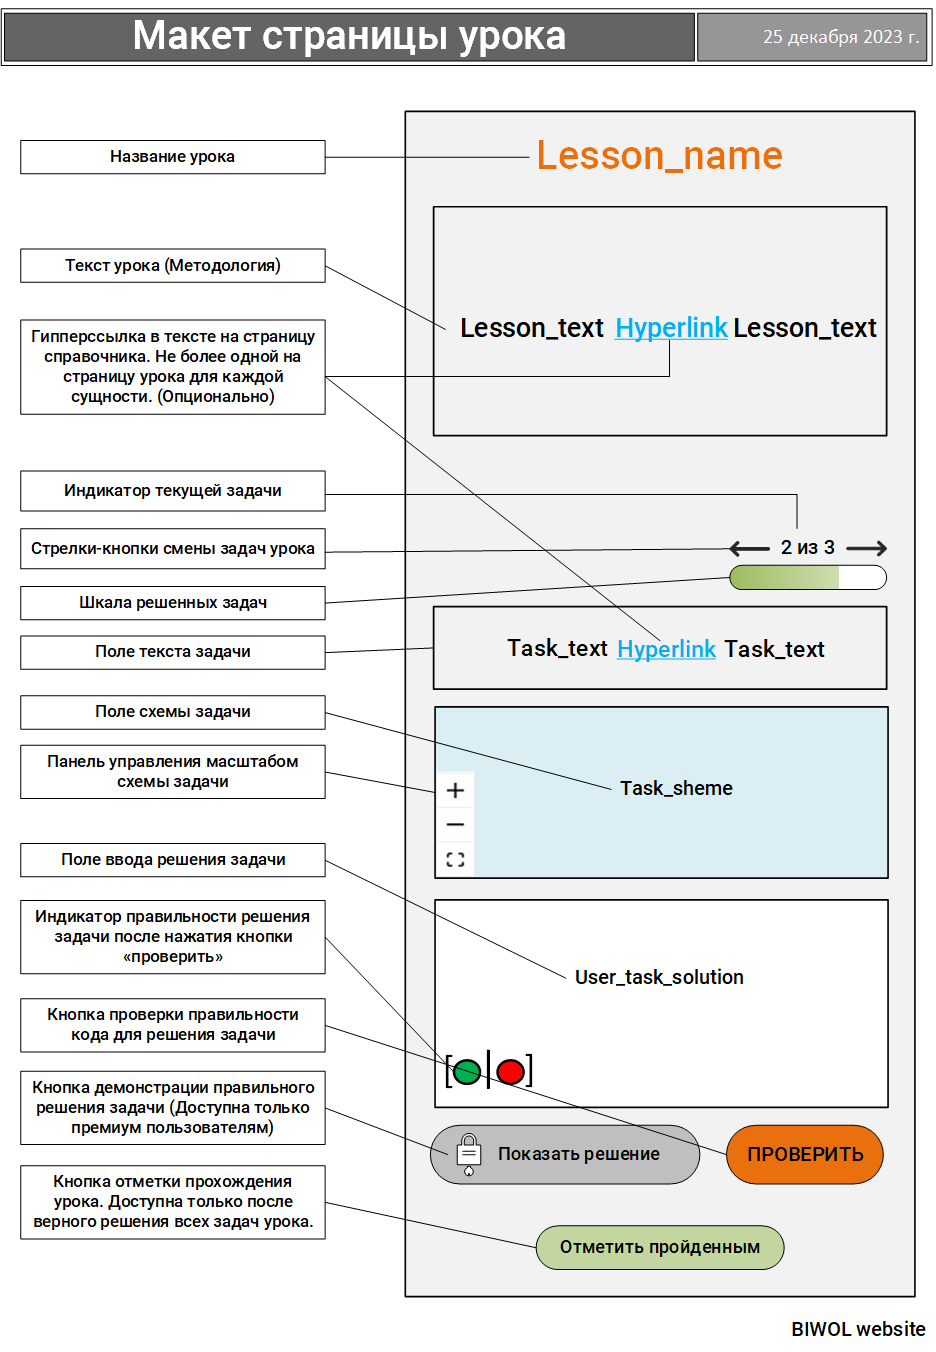 Макет страницы урока
25 декабря 2023 г.
Название урока
Lesson_name
Текст урока (Методология)
Lesson_text Hyperlink Lesson_text
Гипперссылка в тексте на страницу
справочника. Не более одной на
страницу урока для каждой
сущности. (Опционально)
Индикатор текущей задачи
Стрелки-кнопки смены задач урока
2 из 3
Шкала решенных задач
Поле текста задачи
Task_text Hyperlink Task_text
Поле схемы задачи
Панель управления масштабом
схемы задачи
Task_sheme
Поле ввода решения задачи
Индикатор правильности решения
задачи после нажатия кнопки
«проверить»
User_task_solution
Кнопка проверки правильности
кода для решения задачи
[ | ]
Кнопка демонстрации правильного
решения задачи (Доступна только
премиум пользователям)
Показать решение
ПРОВЕРИТЬ
Кнопка отметки прохождения
урока. Доступна только после
верного решения всех задач урока.
Отметить пройденным
BIWOL website